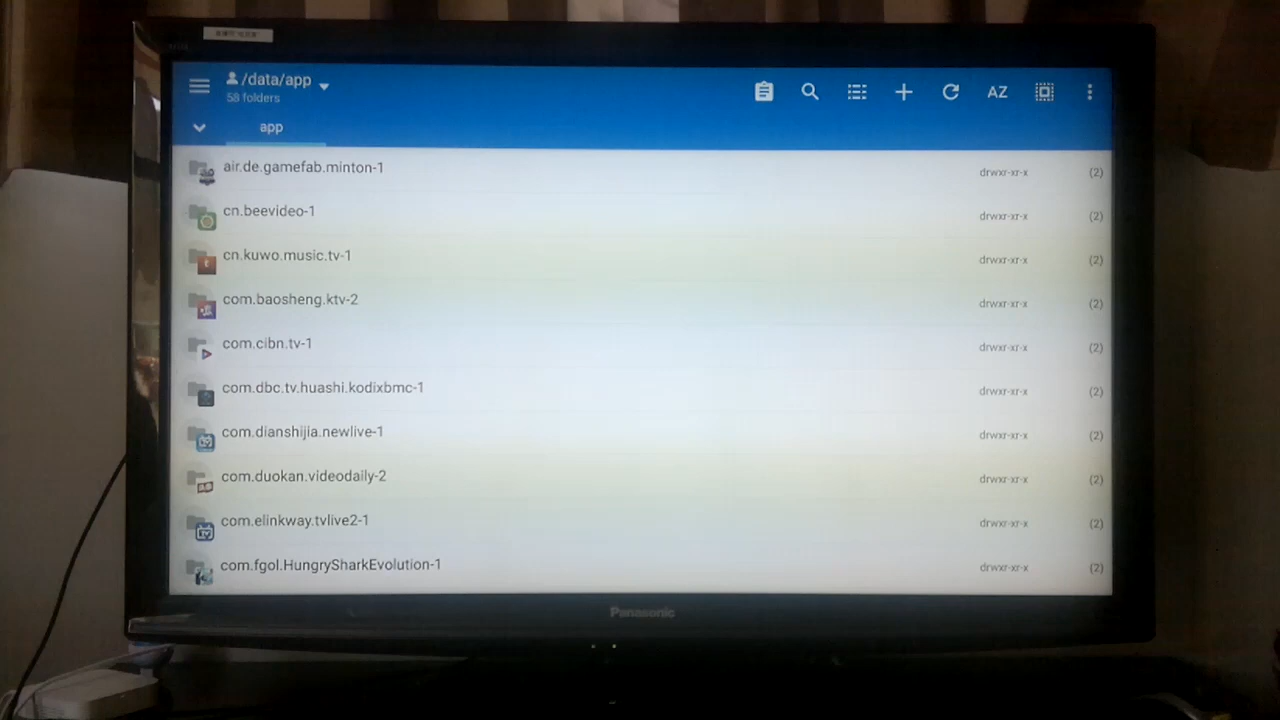 /data/app
58 folders
AZ
app
air.de.gamefab.minton-1 drwxr-xr-x (2)
cn.beevideo-1 drwxr-xr-x (2)
cn.kuwo.music.tv-1 drwxr-xr-x (2)
com.baosheng.ktv-2 drwxr-xr-x (2)
com.cibn.tv-1 drwxr-xr-x (2)
com.dbc.tv.huashi.kodixbmc-1 drwxr-xr-x (2)
com.dianshijia.newlive-1 drwxr-xr-x (2)
com.duokan.videodaily-2 drwxr-xr-x (2)
com.elinkway.tvlive2-1 drwxr-xr-x (2)
com.fgol.HungrySharkEvolution-1 drwxr-xr-x (2)
Panasonic